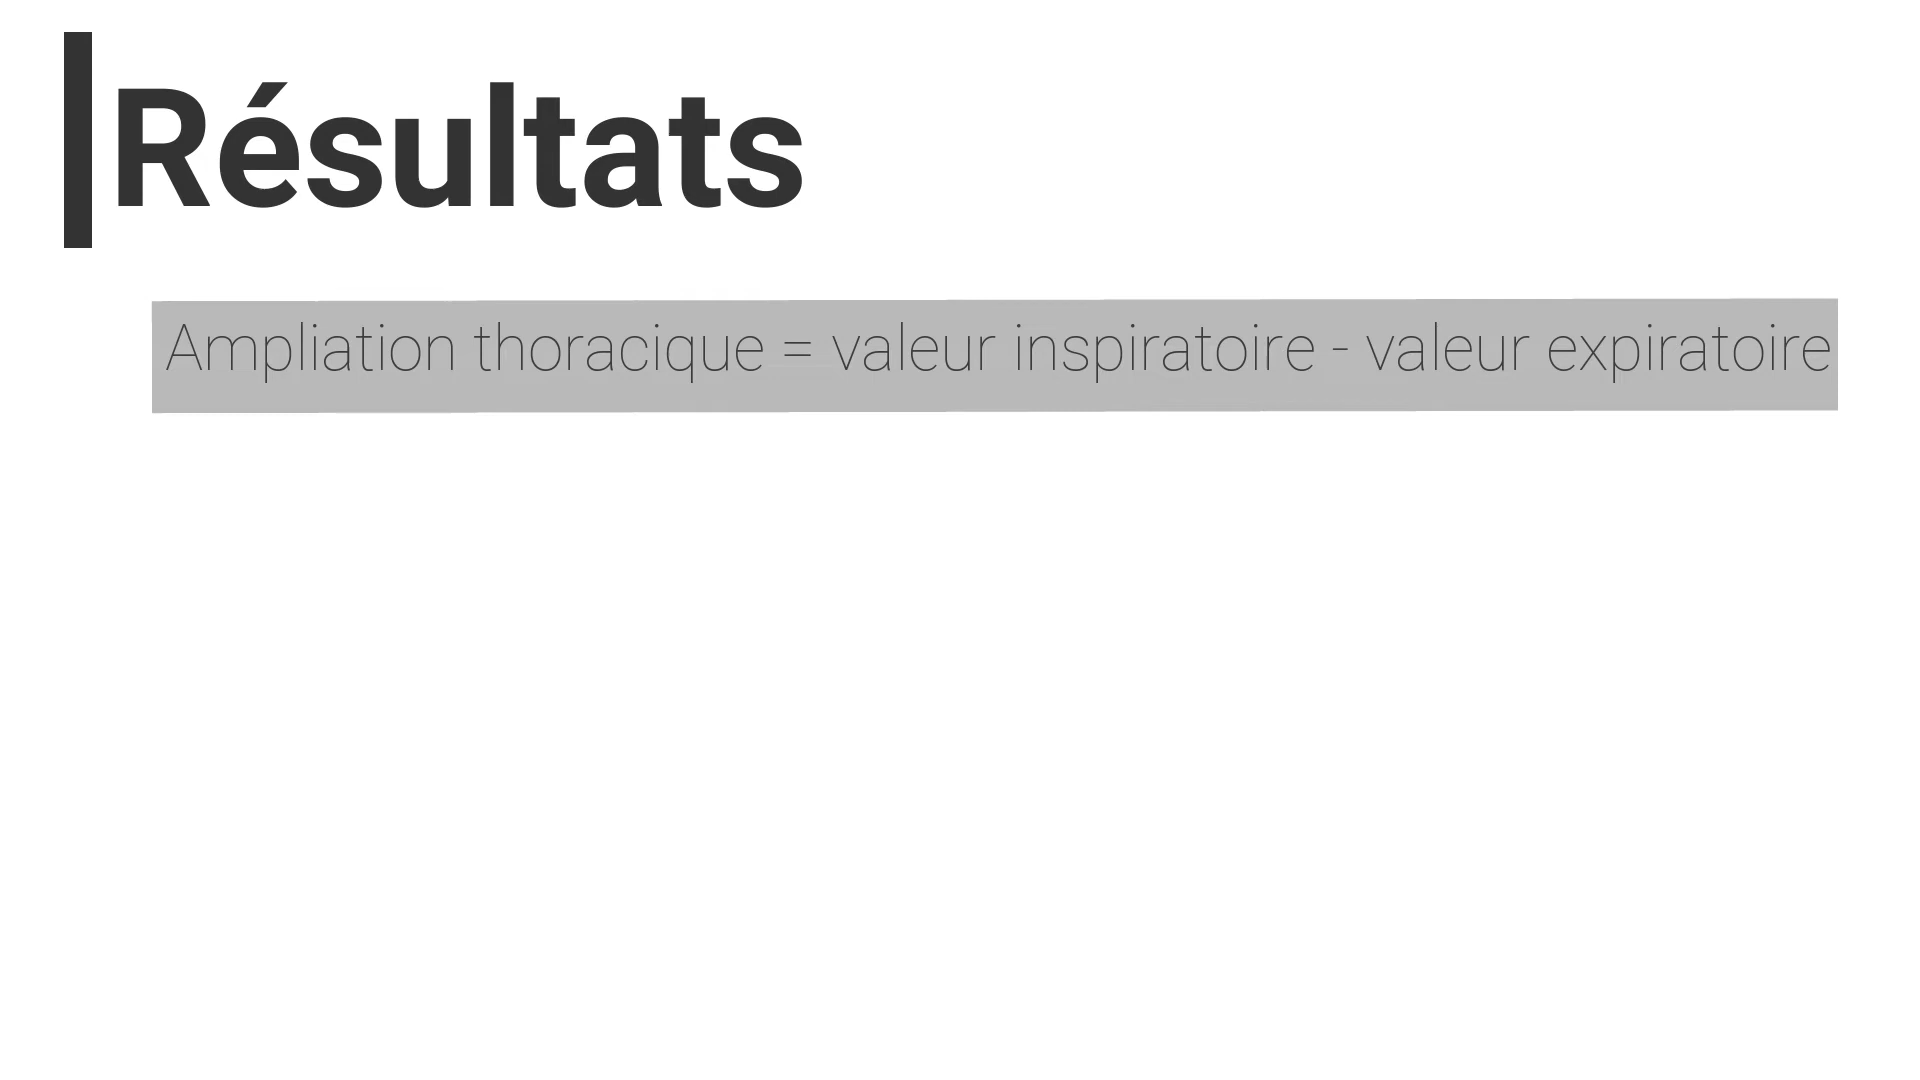 Résultats
Ampliation thoracique = valeur inspiratoire - valeur expiratoire